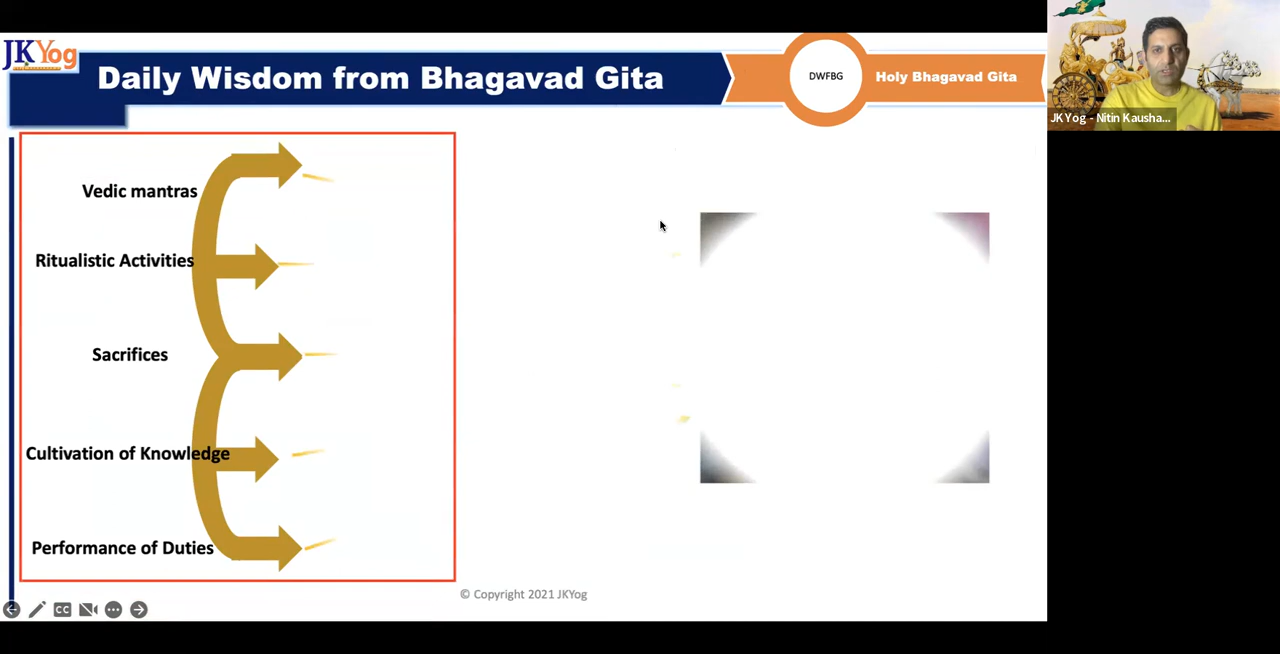 JKYog
Daily Wisdom from Bhagavad Gita
DWFBG
Holy Bhagavad Gita
JKYog - Nitin Kausha...
Vedic mantras
Ritualistic Activities
Sacrifices
Cultivation of Knowledge
Performance of Duties
© Copyright 2021 JKYog
CC